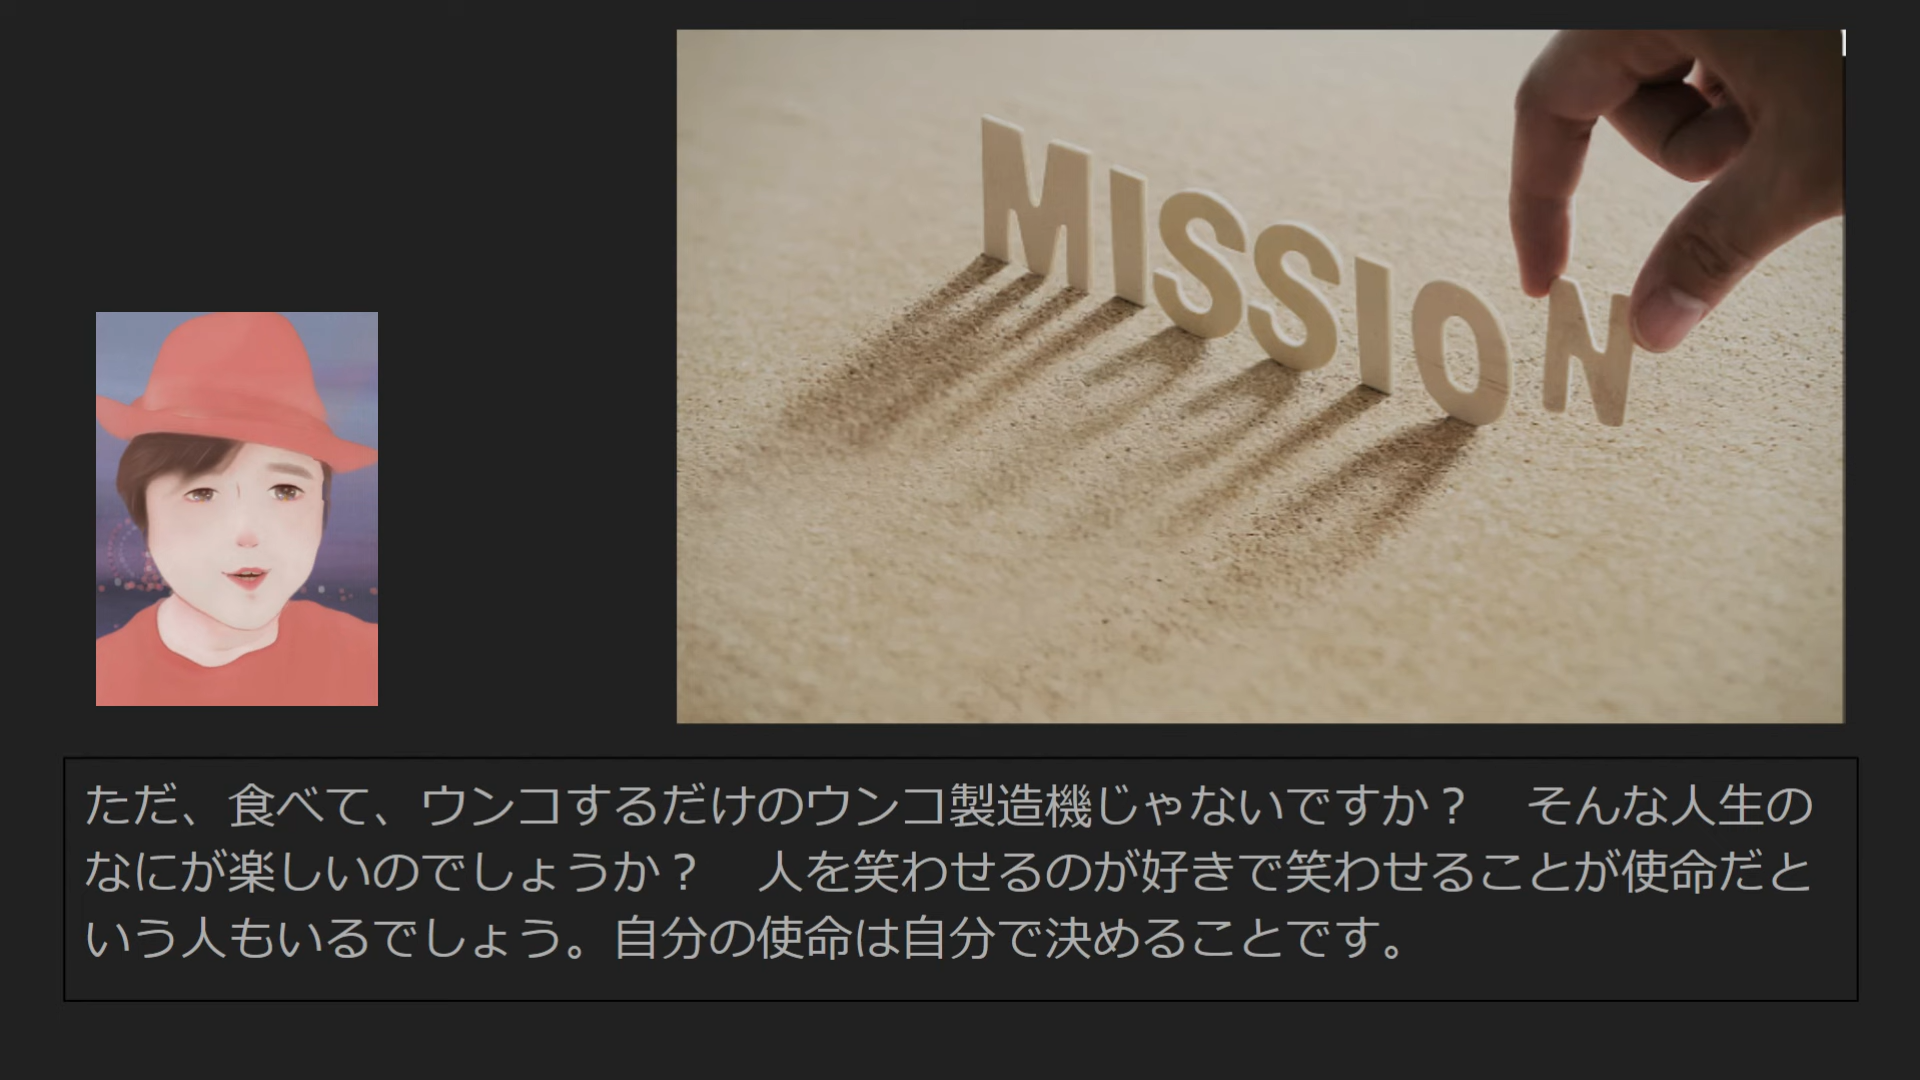 MISSION
ただ、食べて、ウンコするだけのウンコ製造機じゃないですか？　そんな人生の
なにが楽しいのでしょうか？　人を笑わせるのが好きで笑わせることが使命だと
いう人もいるでしょう。自分の使命は自分で決めることです。